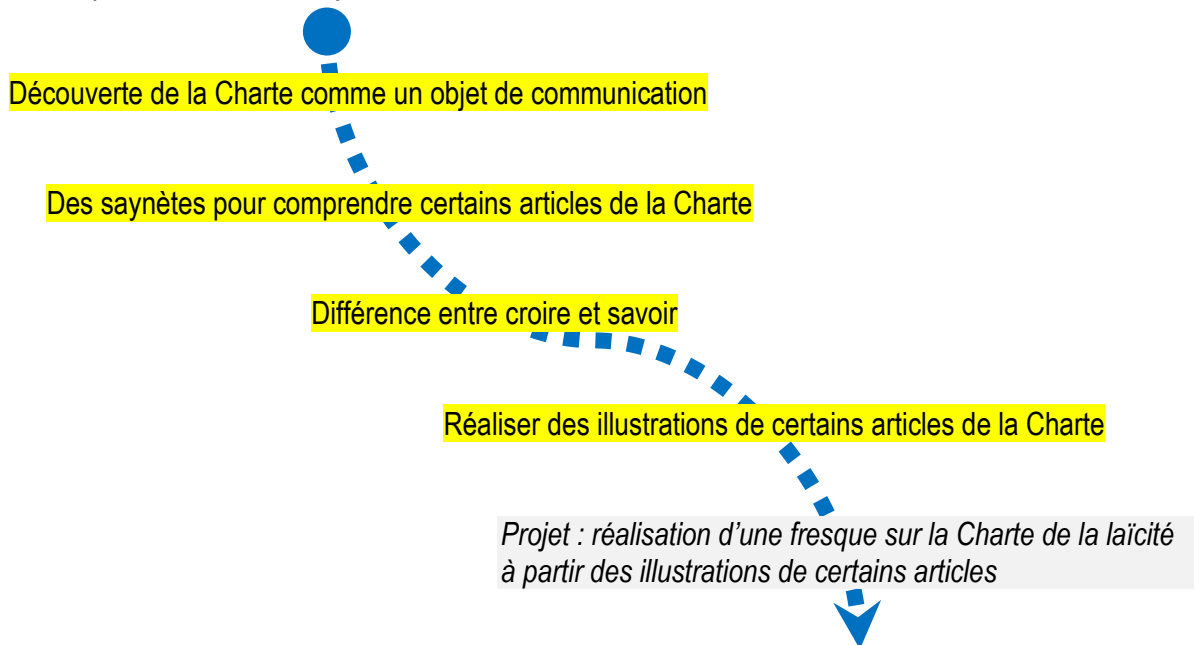 Découverte de la Charte comme un objet de communication
Des saynètes pour comprendre certains articles de la Charte
Différence entre croire et savoir
Réaliser des illustrations de certains articles de la Charte
Projet : réalisation d’une fresque sur la Charte de la laïcité
à partir des illustrations de certains articles